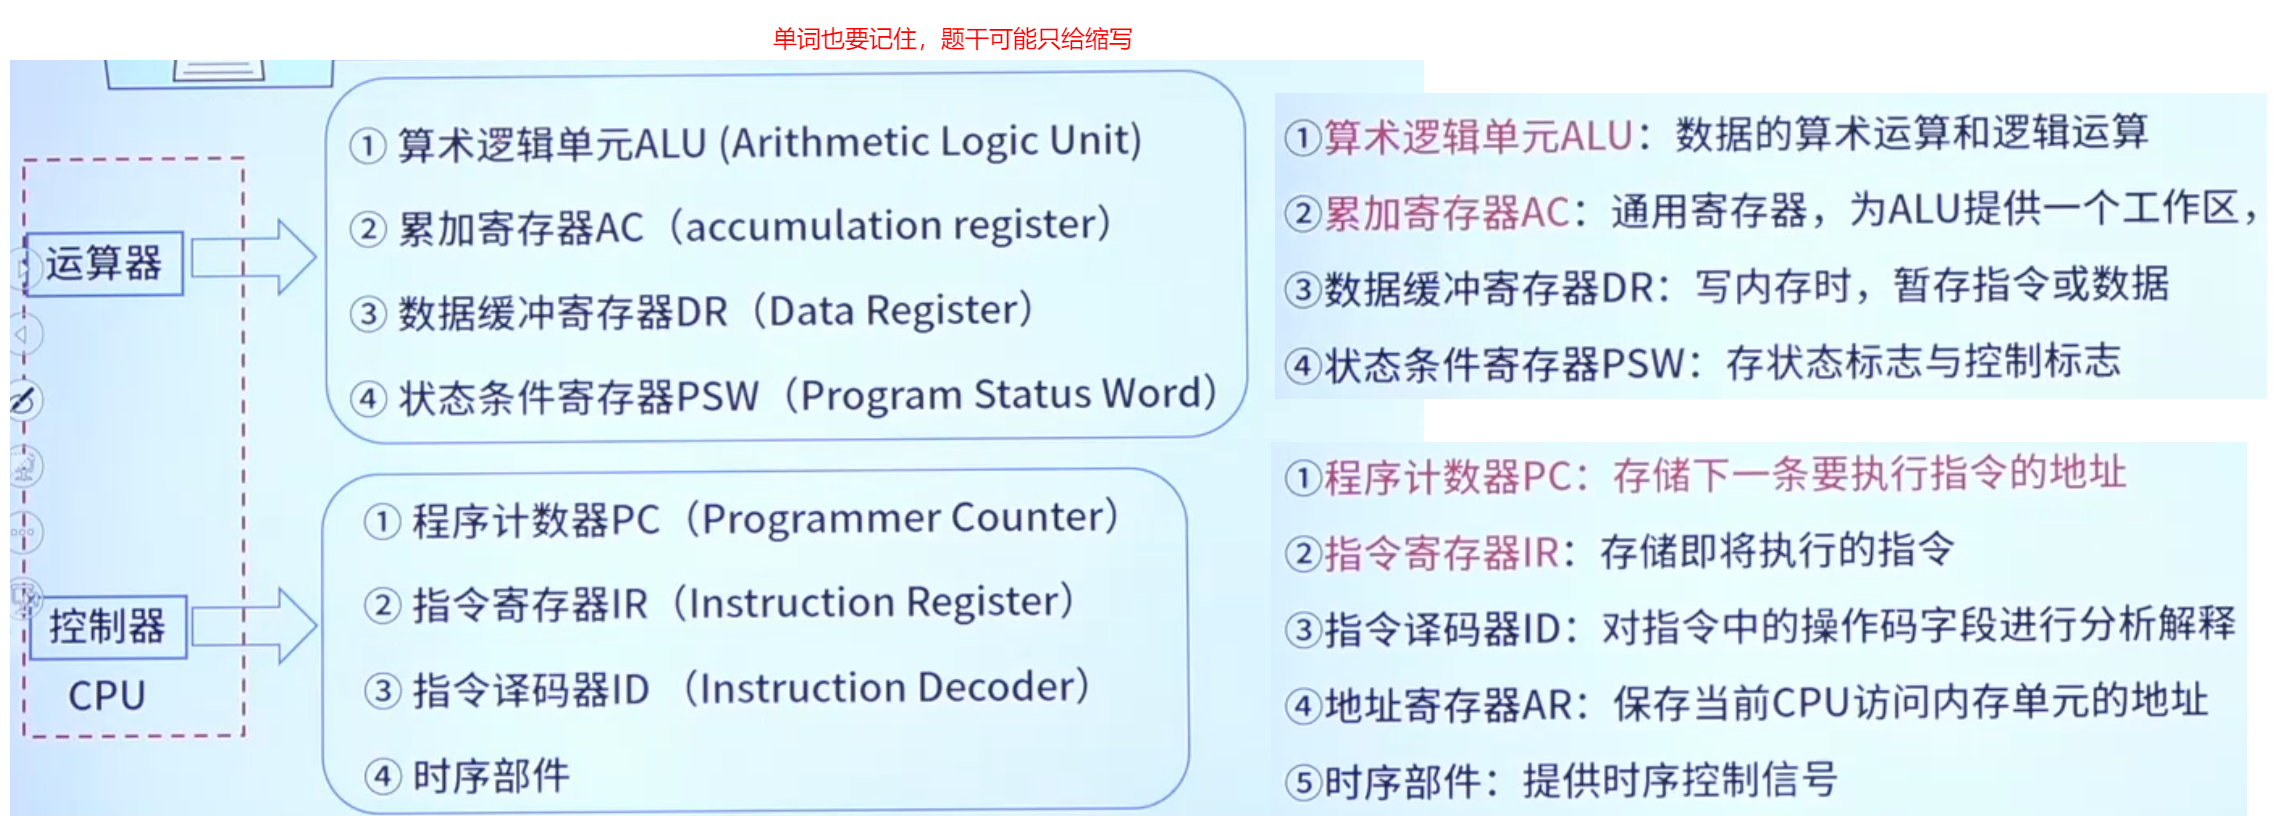 单词也要记住，题干可能只给缩写
① 算术逻辑单元ALU (Arithmetic Logic Unit)
② 累加寄存器AC（accumulation register）
③ 数据缓冲寄存器DR（Data Register）
④ 状态条件寄存器PSW（Program Status Word）
运算器
①算术逻辑单元ALU：数据的算术运算和逻辑运算
②累加寄存器AC：通用寄存器，为ALU提供一个工作区，
③数据缓冲寄存器DR：写内存时，暂存指令或数据
④状态条件寄存器PSW：存状态标志与控制标志
① 程序计数器PC（Programmer Counter）
② 指令寄存器IR（Instruction Register）
③ 指令译码器ID （Instruction Decoder）
④ 时序部件
控制器
CPU
①程序计数器PC：存储下一条要执行指令的地址
②指令寄存器IR：存储即将执行的指令
③指令译码器ID：对指令中的操作码字段进行分析解释
④地址寄存器AR：保存当前CPU访问内存单元的地址
⑤时序部件：提供时序控制信号